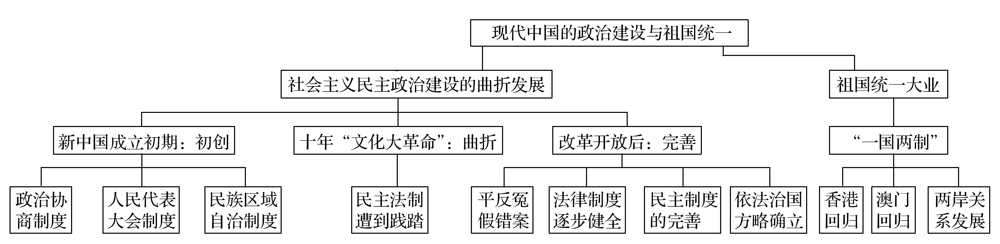 现代中国的政治建设与祖国统一
社会主义民主政治建设的曲折发展
祖国统一大业
新中国成立初期：初创
十年“文化大革命”：曲折
改革开放后：完善
“一国两制”
政治协
商制度
人民代表
大会制度
民族区域
自治制度
民主法制
遭到践踏
平反冤
假错案
法律制度
逐步健全
民主制度
的完善
依法治国
方略确立
香港
回归
澳门
回归
两岸关
系发展